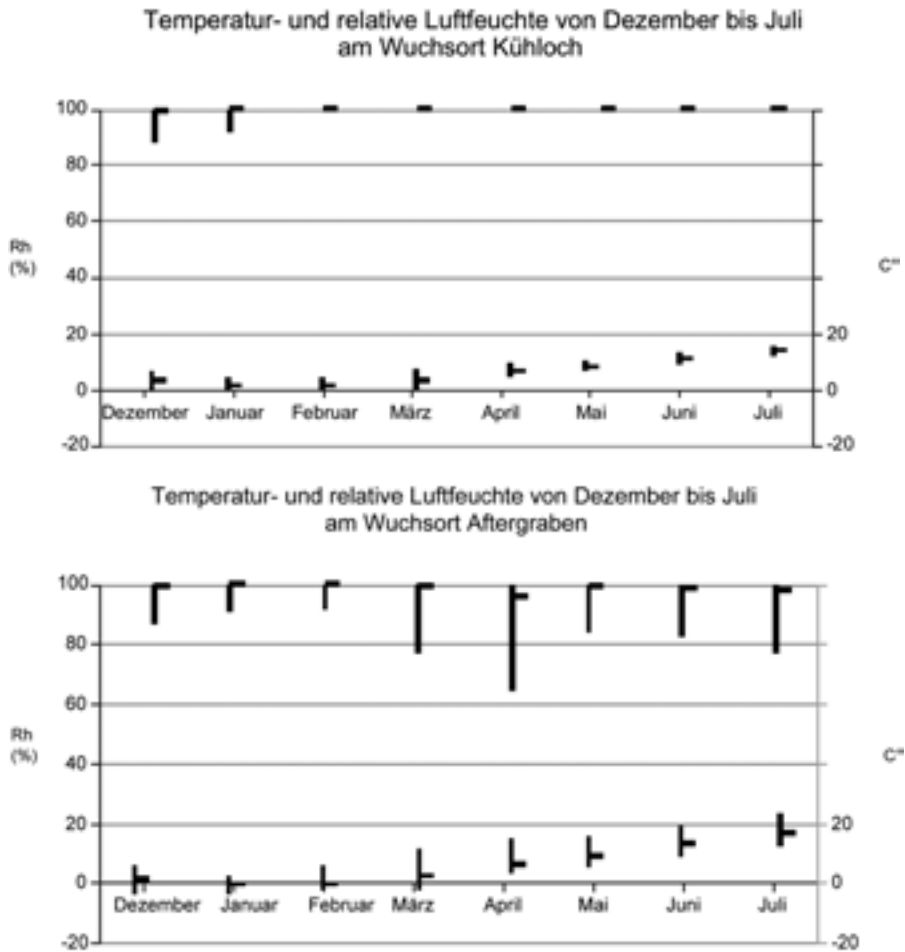 Temperatur- und relative Luftfeuchte von Dezember bis Juli
am Wuchsort Kühloch
100
80
60
Rh
(%)
C°
40
20
20
0
0
Dezember Januar Februar März April Mai Juni Juli
-20
-20
Temperatur- und relative Luftfeuchte von Dezember bis Juli
am Wuchsort Aftergraben
100
80
60
Rh
(%)
C°
40
20
20
0
0
Dezember Januar Februar März April Mai Juni Juli
-20
-20